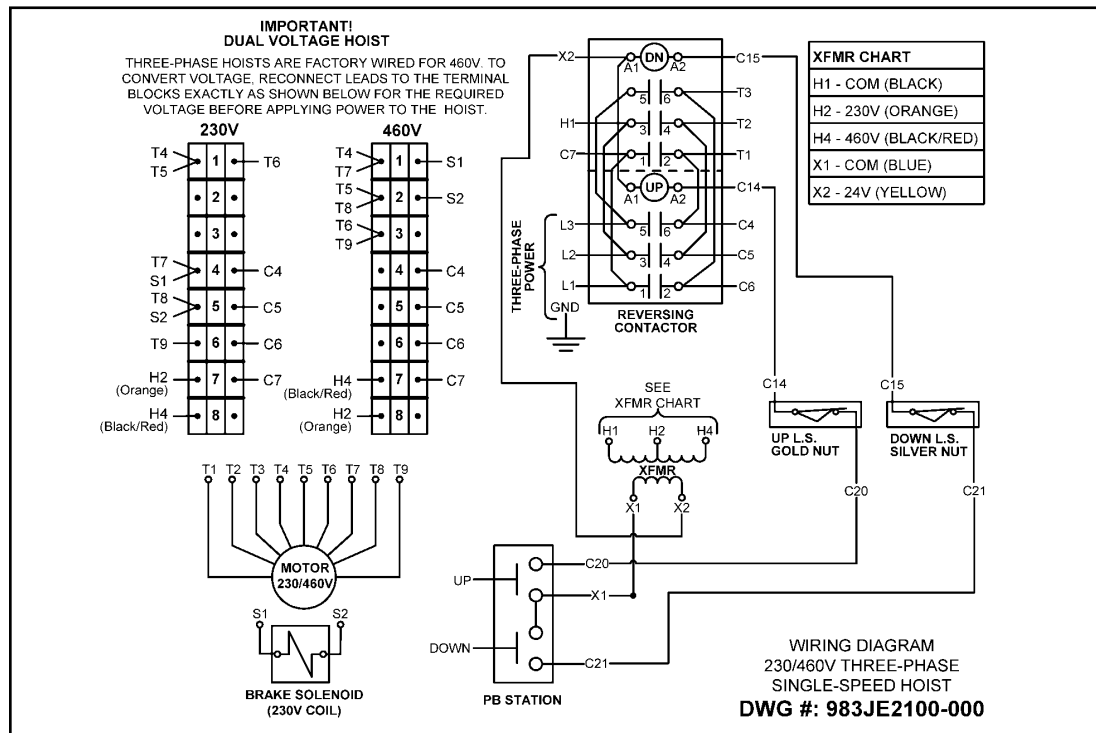 IMPORTANT!
DUAL VOLTAGE HOIST
THREE-PHASE HOISTS ARE FACTORY WIRED FOR 460V. TO
CONVERT VOLTAGE, RECONNECT LEADS TO THE TERMINAL
BLOCKS EXACTLY AS SHOWN BELOW FOR THE REQUIRED
VOLTAGE BEFORE APPLYING POWER TO THE HOIST.
230V
T4
T5
1
T6
2
3
T7
S1
4
C4
T8
S2
5
C5
T9
6
C6
H2
(Orange)
7
C7
H4
(Black/Red)
8
460V
T4
T7
1
S1
T5
T8
2
S2
T6
T9
3
4
C4
5
C5
6
C6
H4
(Black/Red)
7
C7
H2
(Orange)
8
X2
A1
DN
A2
C15
5
6
T3
H1
3
4
T2
C7
1
2
T1
A1
UP
A2
C14
L3
5
6
C4
L2
3
4
C5
L1
1
2
C6
THREE-PHASE
POWER
GND
REVERSING
CONTACTOR
XFMR CHART
H1 - COM (BLACK)
H2 - 230V (ORANGE)
H4 - 460V (BLACK/RED)
X1 - COM (BLUE)
X2 - 24V (YELLOW)
C14
C15
UP L.S.
GOLD NUT
DOWN L.S.
SILVER NUT
C20
C21
SEE
XFMR CHART
H1 H2 H4
XFMR
X1 X2
T1 T2 T3 T4 T5 T6 T7 T8 T9
MOTOR
230/460V
S1 S2
BRAKE SOLENOID
(230V COIL)
UP
DOWN
C20
X1
C21
PB STATION
WIRING DIAGRAM
230/460V THREE-PHASE
SINGLE-SPEED HOIST
DWG #: 983JE2100-000